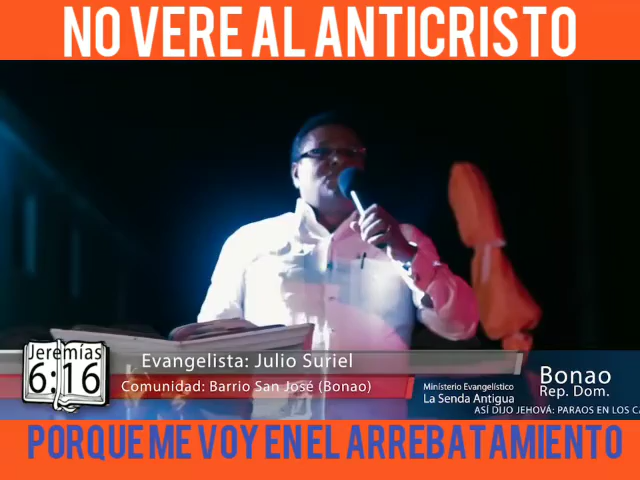 NO VERE AL ANTICRISTO
Jeremías
6:16
Evangelista: Julio Suriel
Comunidad: Barrio San José (Bonao)
Ministerio Evangelístico
La Senda Antigua
Bonao
Rep. Dom.
ASÍ DIJO JEHOVÁ: PARAOS EN LOS
PORQUE ME VOY EN EL ARREBATAMIENTO